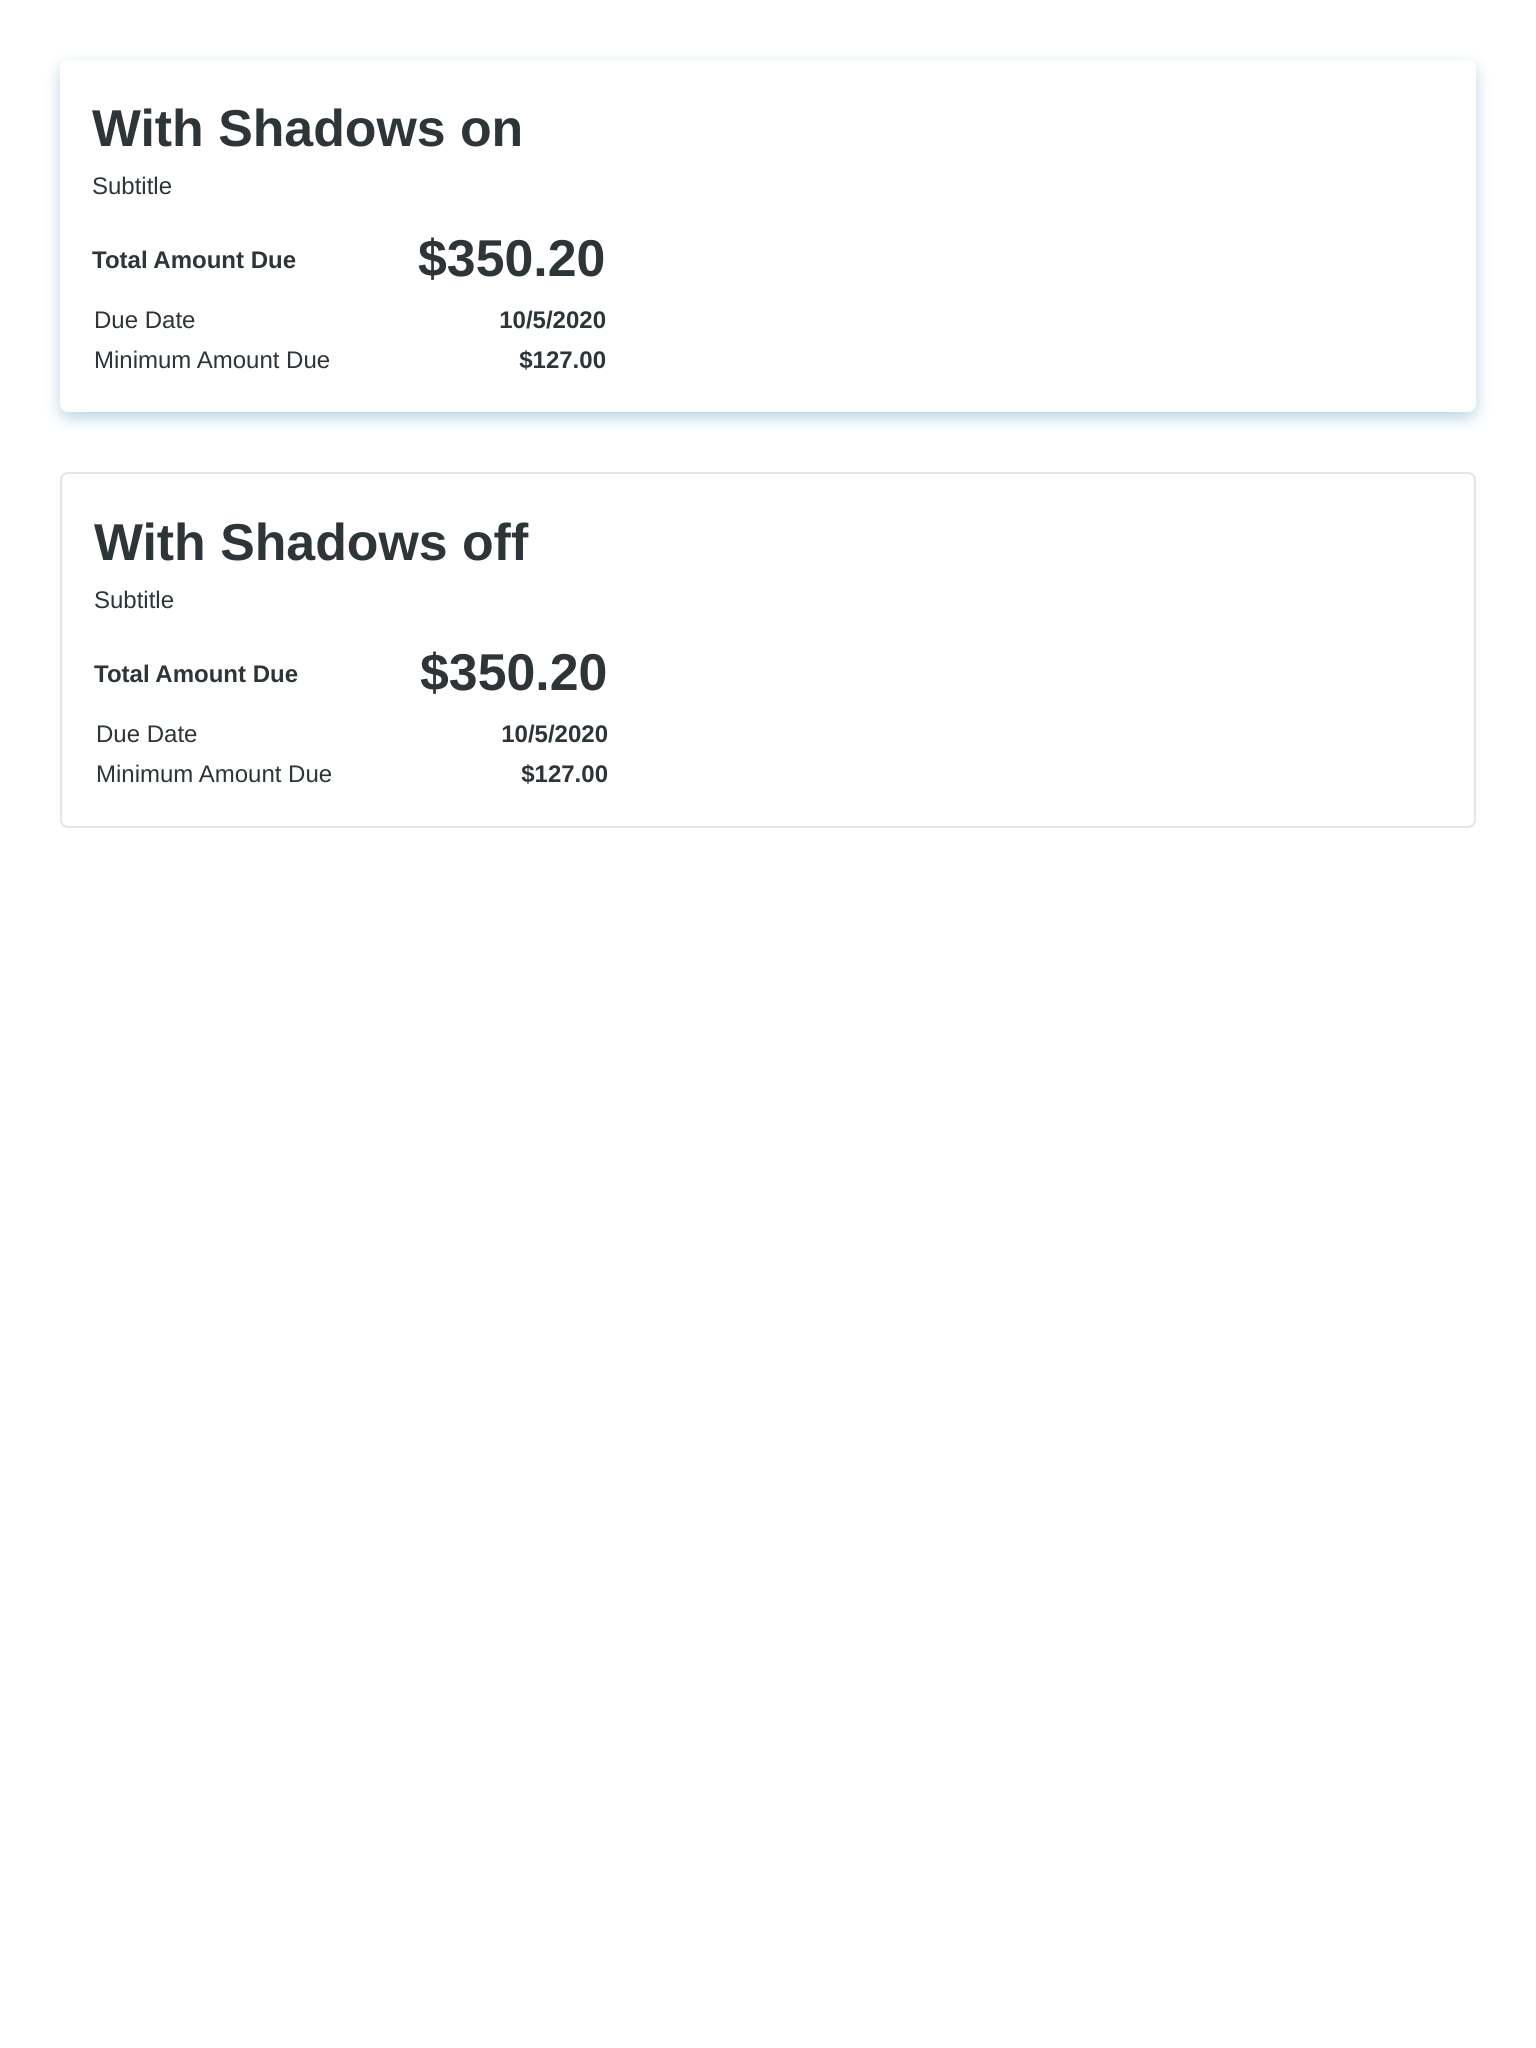 With Shadows on
Subtitle
Total Amount Due $350.20
Due Date 10/5/2020
Minimum Amount Due $127.00
With Shadows off
Subtitle
Total Amount Due $350.20
Due Date 10/5/2020
Minimum Amount Due $127.00